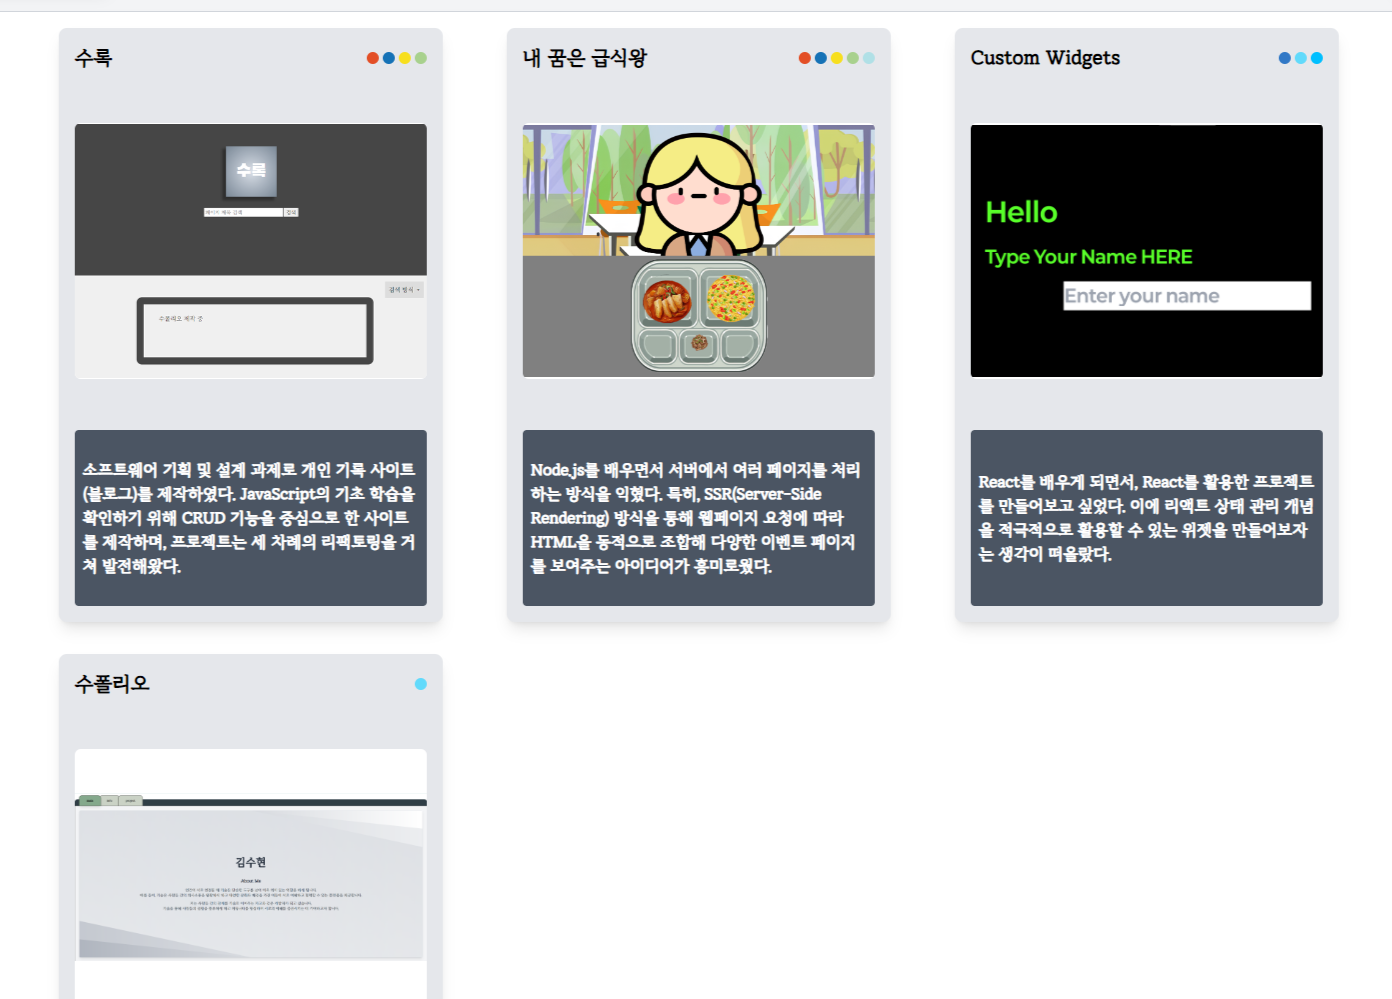 수록
수록
검색
검색 방식
수폴리오 제작 중
소프트웨어 기획 및 설계 과제로 개인 기록 사이트
(블로그)를 제작하였다. JavaScript의 기초 학습을
확인하기 위해 CRUD 기능을 중심으로 한 사이트
를 제작하며, 프로젝트는 세 차례의 리팩토링을 거
쳐 발전해왔다.
내 꿈은 급식왕
Node.js를 배우면서 서버에서 여러 페이지를 처리
하는 방식을 익혔다. 특히, SSR(Server-Side
Rendering) 방식을 통해 웹페이지 요청에 따라
HTML을 동적으로 조합해 다양한 이벤트 페이지
를 보여주는 아이디어가 흥미로웠다.
Custom Widgets
Hello
Type Your Name HERE
Enter your name
React를 배우게 되면서, React를 활용한 프로젝트
를 만들어보고 싶었다. 이에 리액트 상태 관리 개념
을 적극적으로 활용할 수 있는 위젯을 만들어보자
는 생각이 떠올랐다.
수폴리오
김수현
About Me